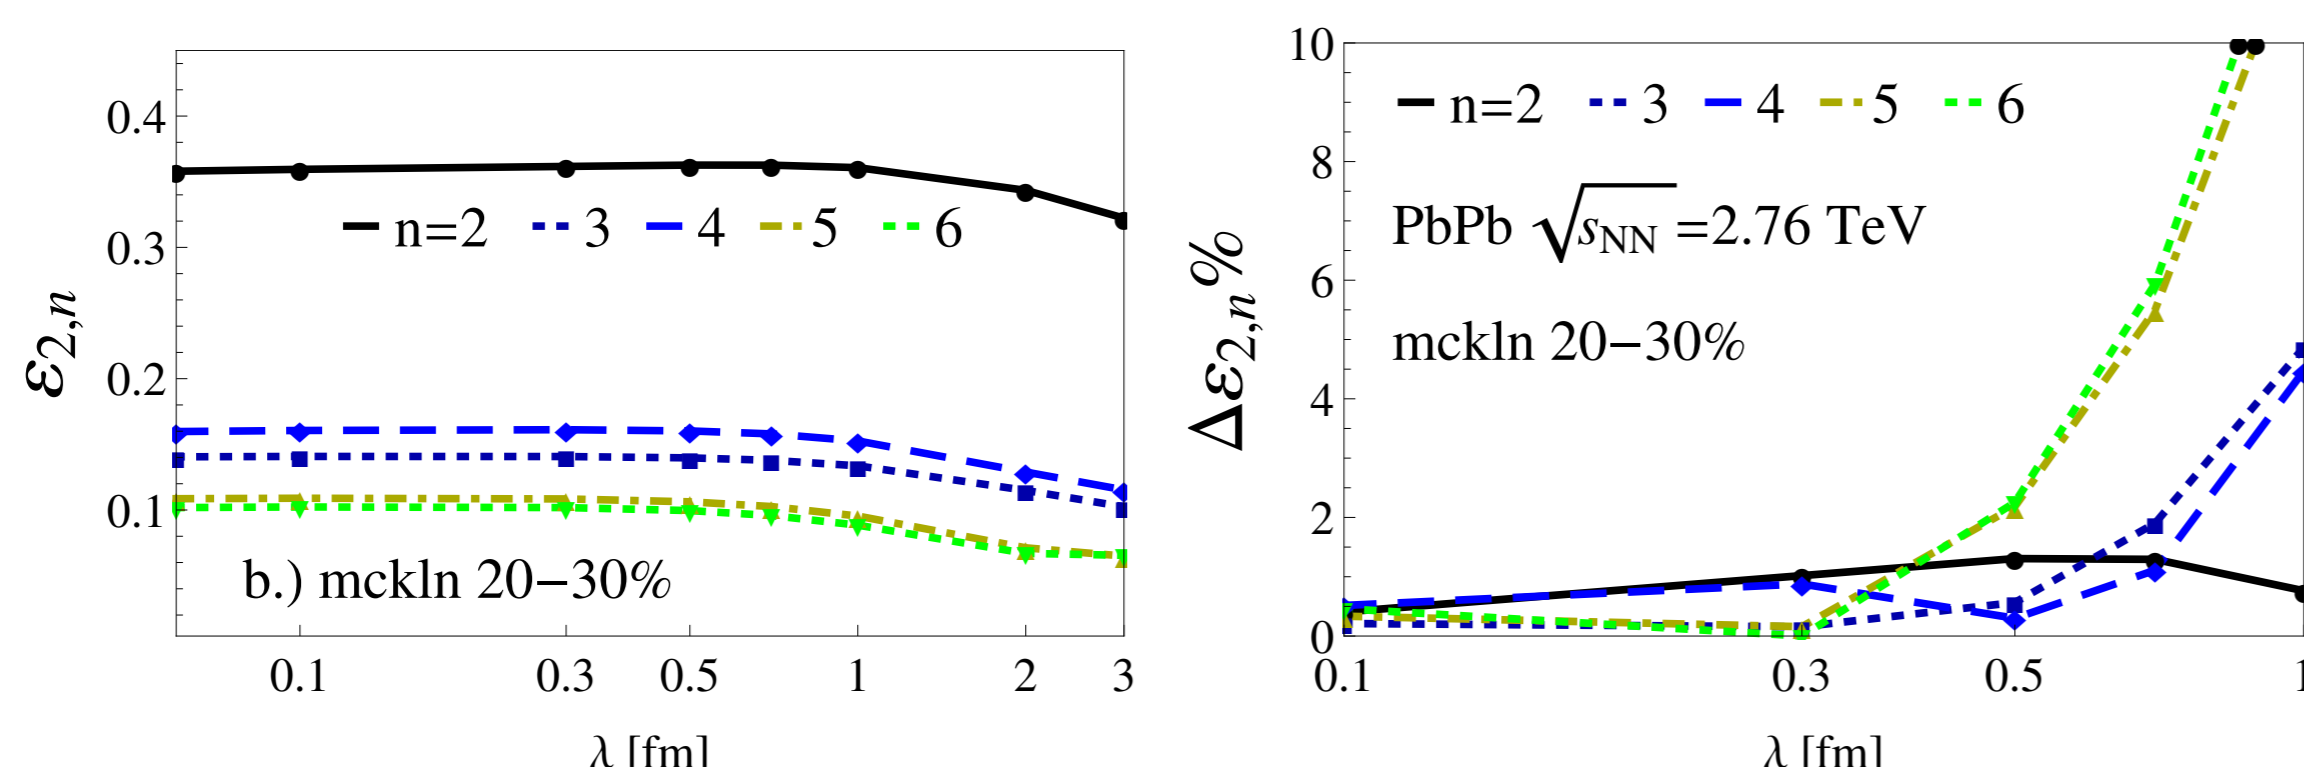 ε2,n
0.4
0.3
0.2
0.1
n=2 3 4 5 6
b.) mckln 20−30%
0.1 0.3 0.5 1 2 3
λ [fm]
Δε2,n%
10
8
6
4
2
0
n=2 3 4 5 6
PbPb √sNN =2.76 TeV
mckln 20−30%
0.1 0.3 0.5 1
λ [fm]